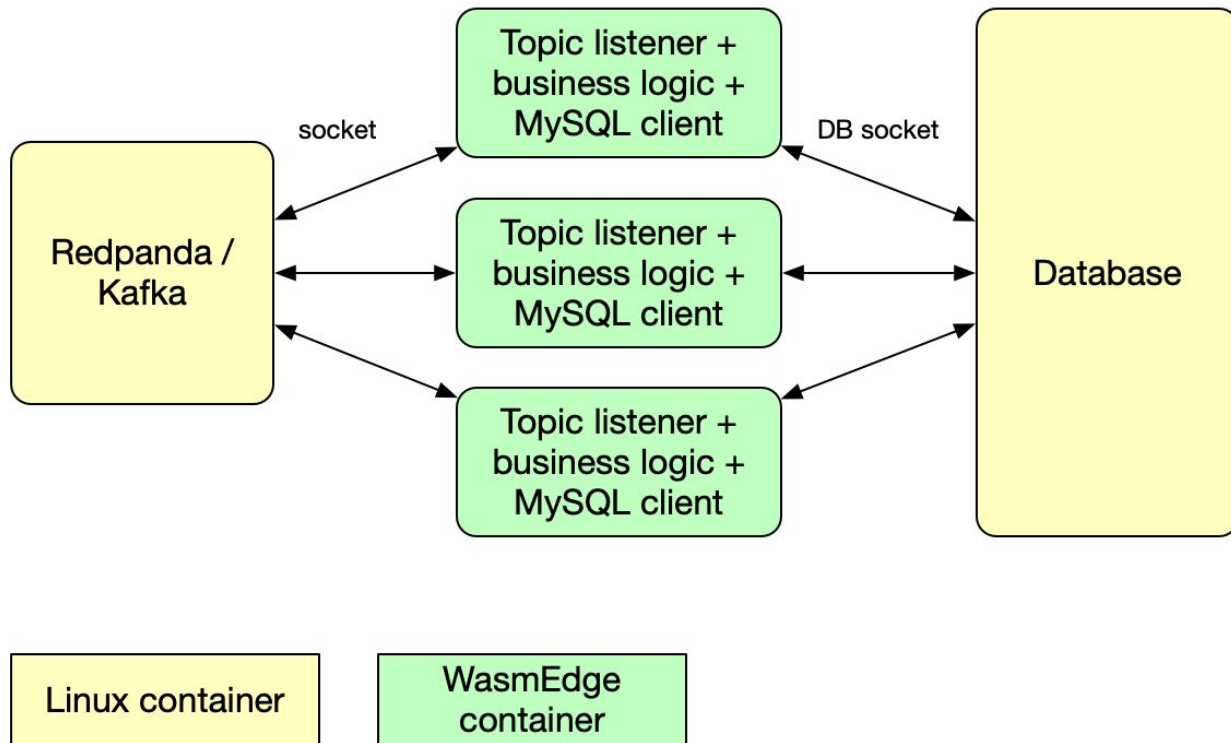 Topic listener +
business logic +
MySQL client
socket
DB socket
Redpanda /
Kafka
Topic listener +
business logic +
MySQL client
Database
Topic listener +
business logic +
MySQL client
Linux container
WasmEdge
container